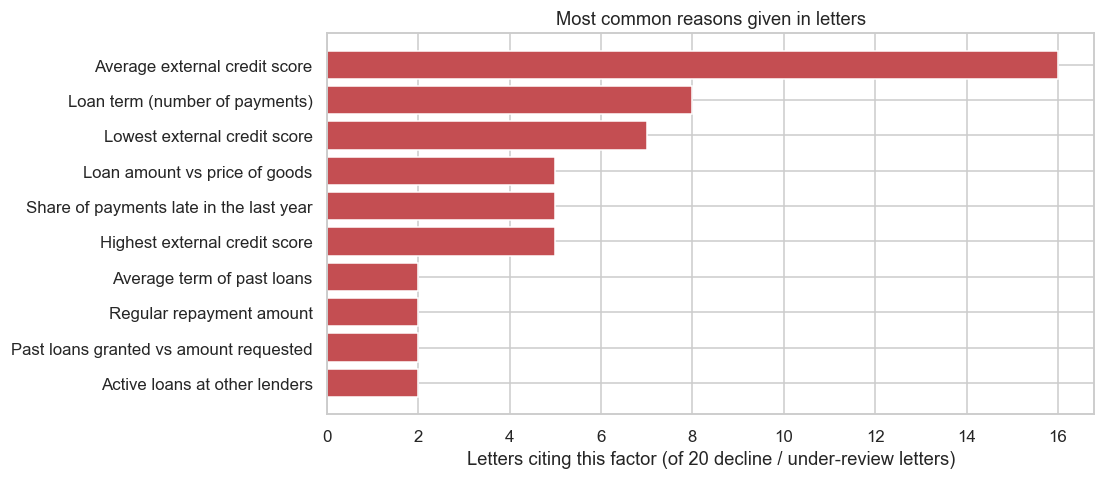 Most common reasons given in letters
Average external credit score
Loan term (number of payments)
Lowest external credit score
Loan amount vs price of goods
Share of payments late in the last year
Highest external credit score
Average term of past loans
Regular repayment amount
Past loans granted vs amount requested
Active loans at other lenders
0 2 4 6 8 10 12 14 16
Letters citing this factor (of 20 decline / under-review letters)